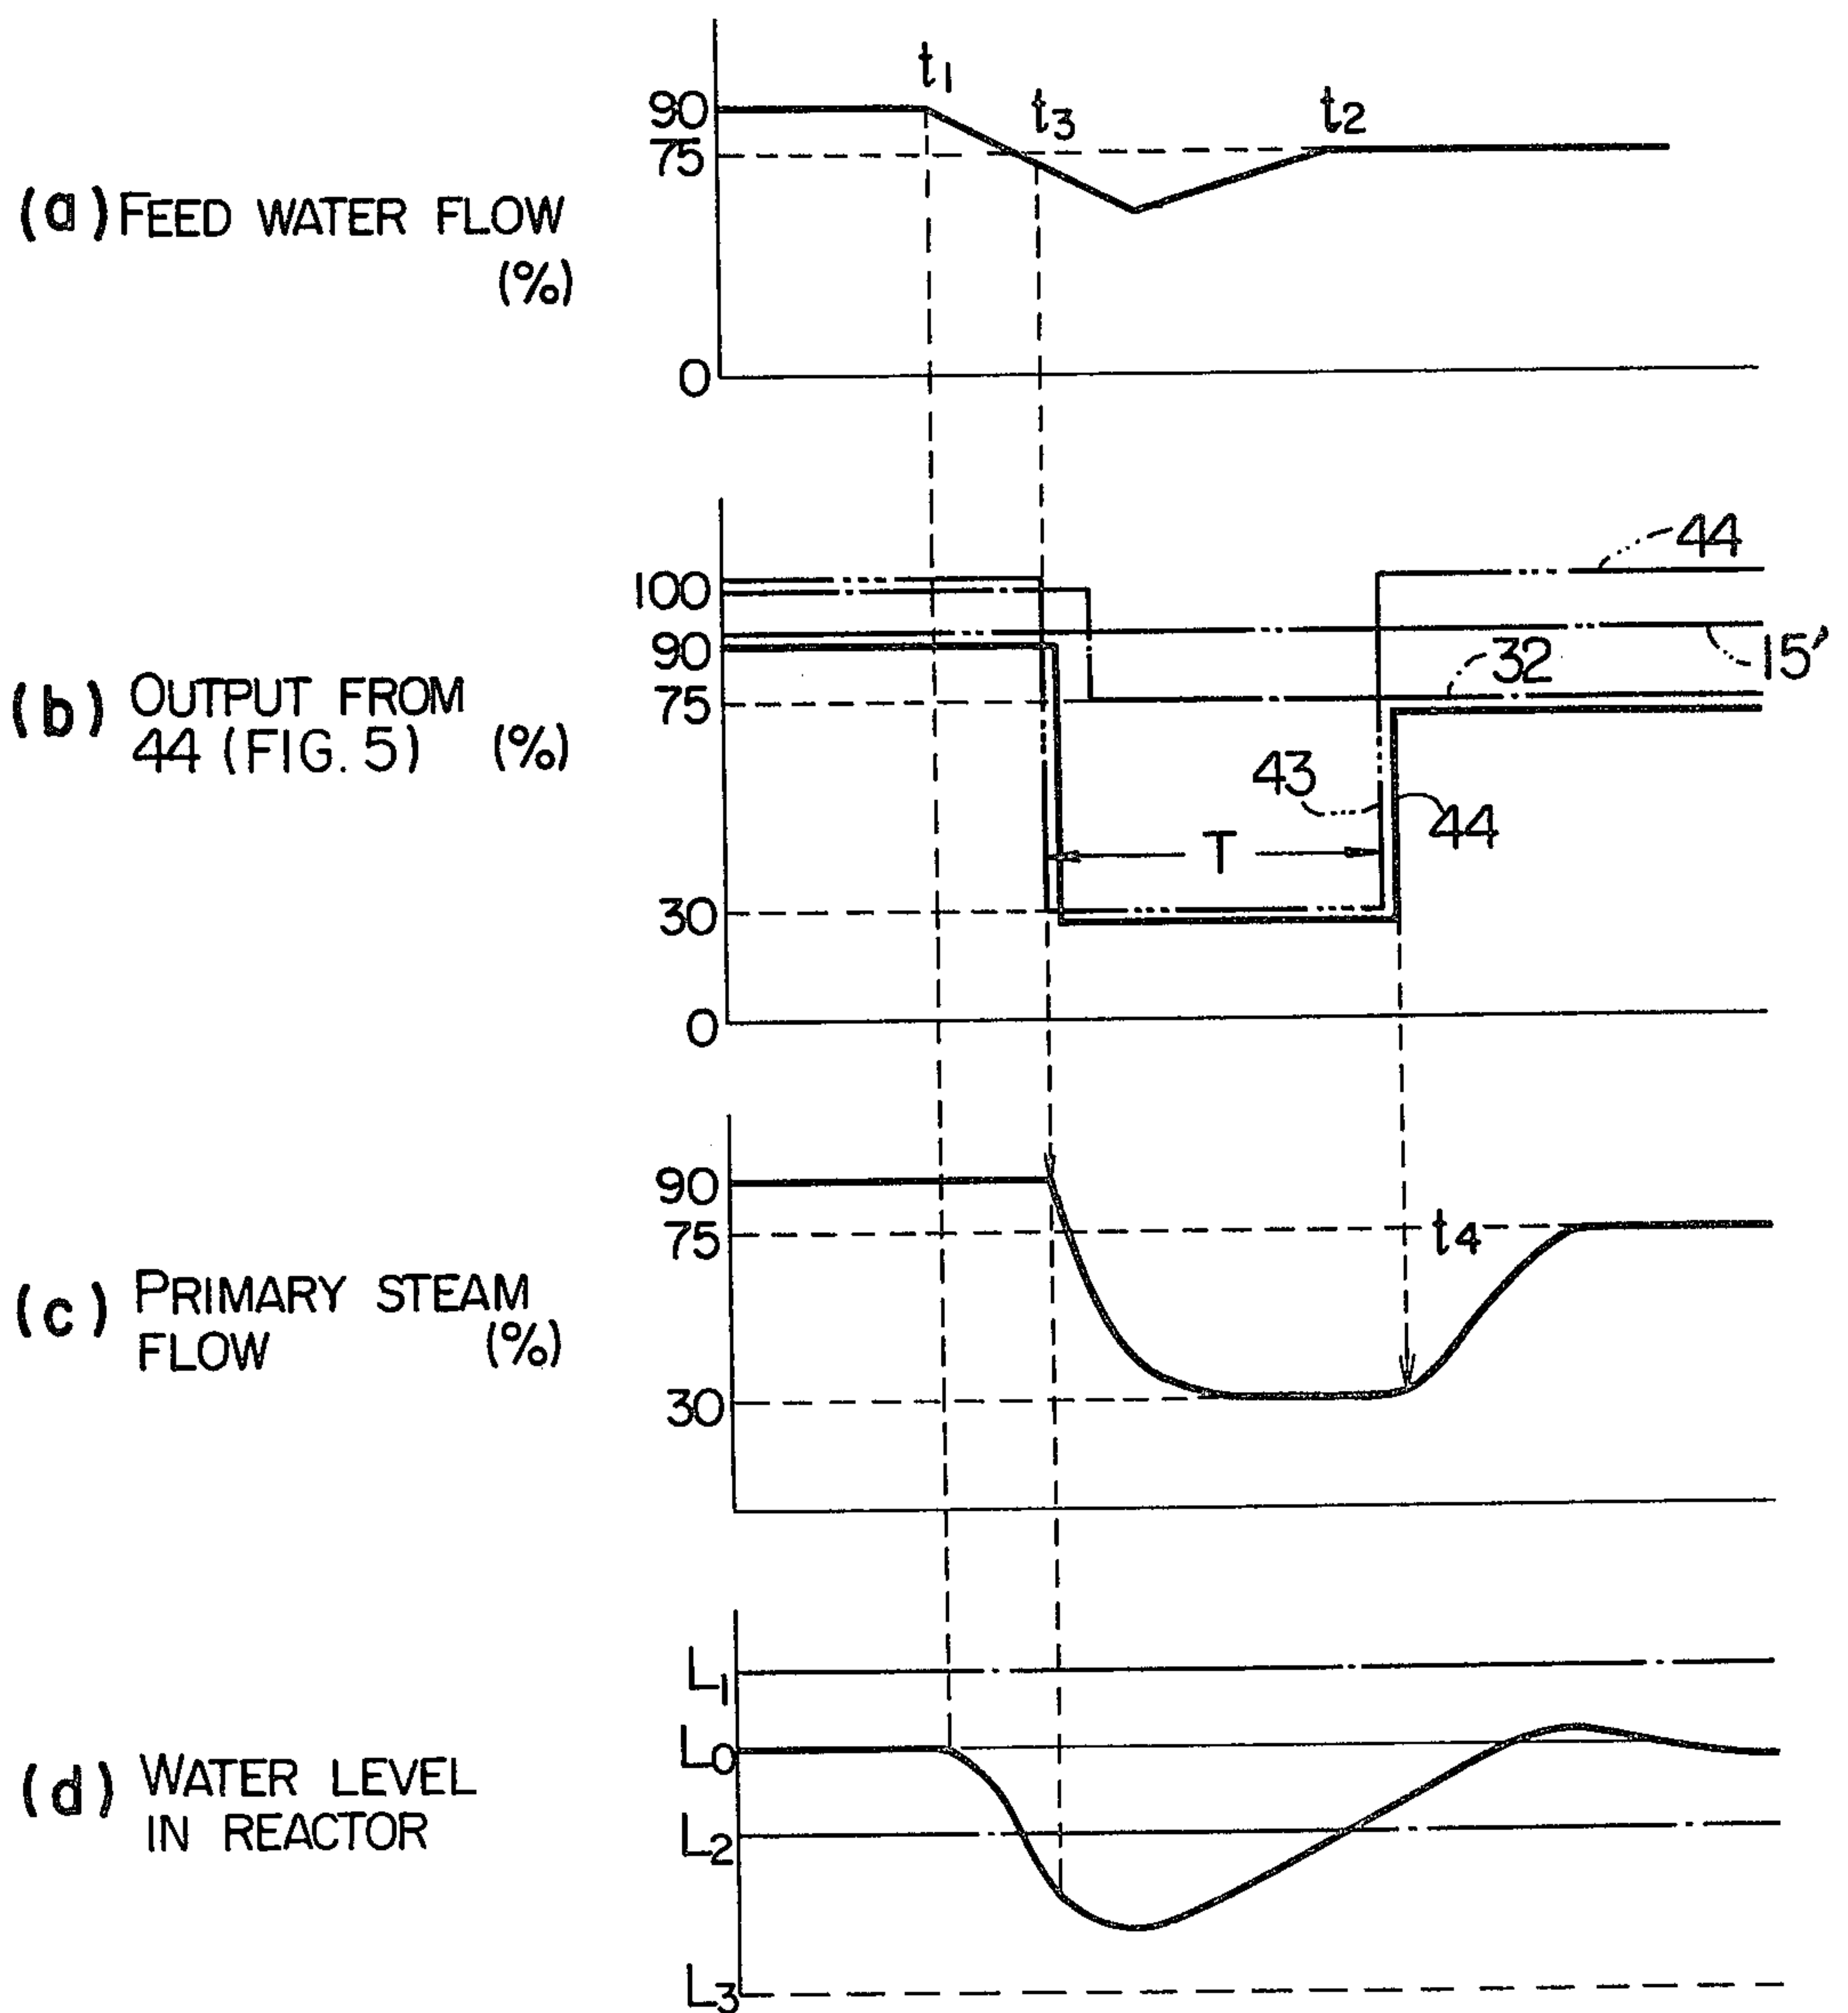 t1
t3
t2
90
75
(a) FEED WATER FLOW
(%)
0
44
100
90
15′
32
75
(b) OUTPUT FROM
44 (FIG. 5) (%)
43
44
T
30
0
90
75
t4
(c) PRIMARY STEAM
FLOW (%)
30
L1
L0
(d) WATER LEVEL
IN REACTOR
L2
L3